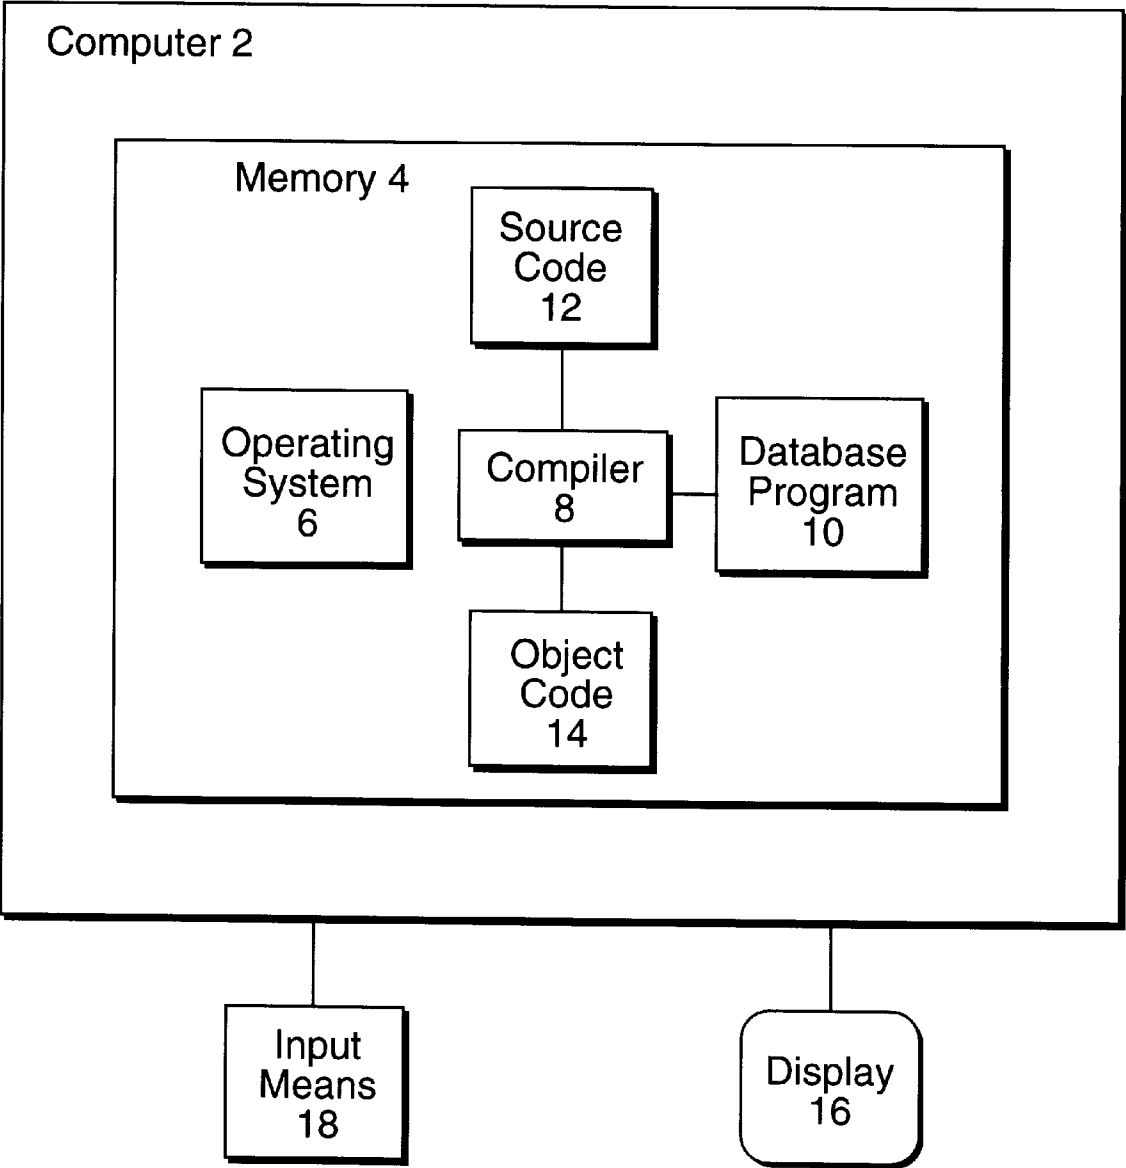 Computer 2
Memory 4
Source
Code
12
Operating
System
6
Compiler
8
Database
Program
10
Object
Code
14
Input
Means
18
Display
16